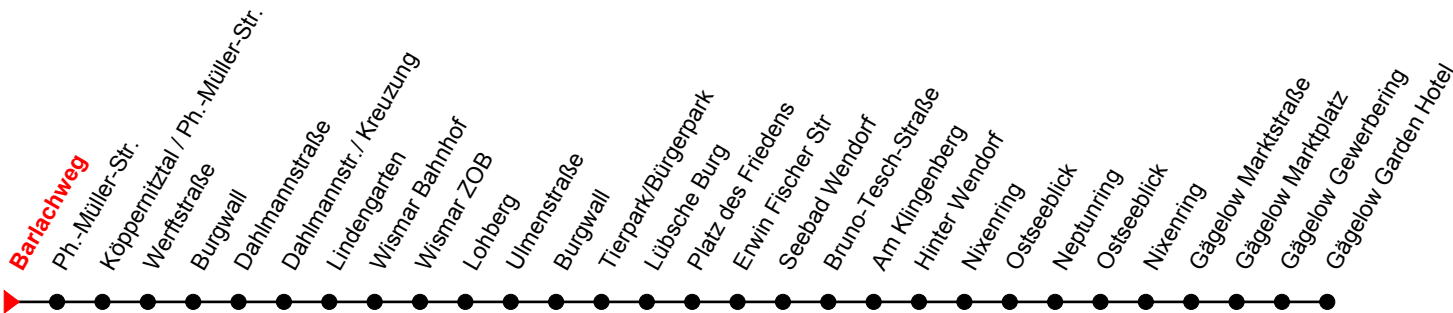 Barlachweg
Ph.-Müller-Str.
Köppernitztal / Ph.-Müller-Str.
Werftstraße
Burgwall
Dahlmannstraße
Dahlmannstr./ Kreuzung
Lindengarten
Wismar Bahnhof
Wismar ZOB
Lohberg
Ulmenstraße
Burgwall
Tierpark/Bürgerpark
Lübsche Burg
Platz des Friedens
Erwin Fischer Str
Seebad Wendorf
Bruno-Tesch-Straße
Am Klingenberg
Hinter Wendorf
Nixenring
Ostseeblick
Neptunring
Ostseeblick
Nixenring
Gägelow Marktstraße
Gägelow Marktplatz
Gägelow Gewerbering
Gägelow Garden Hotel